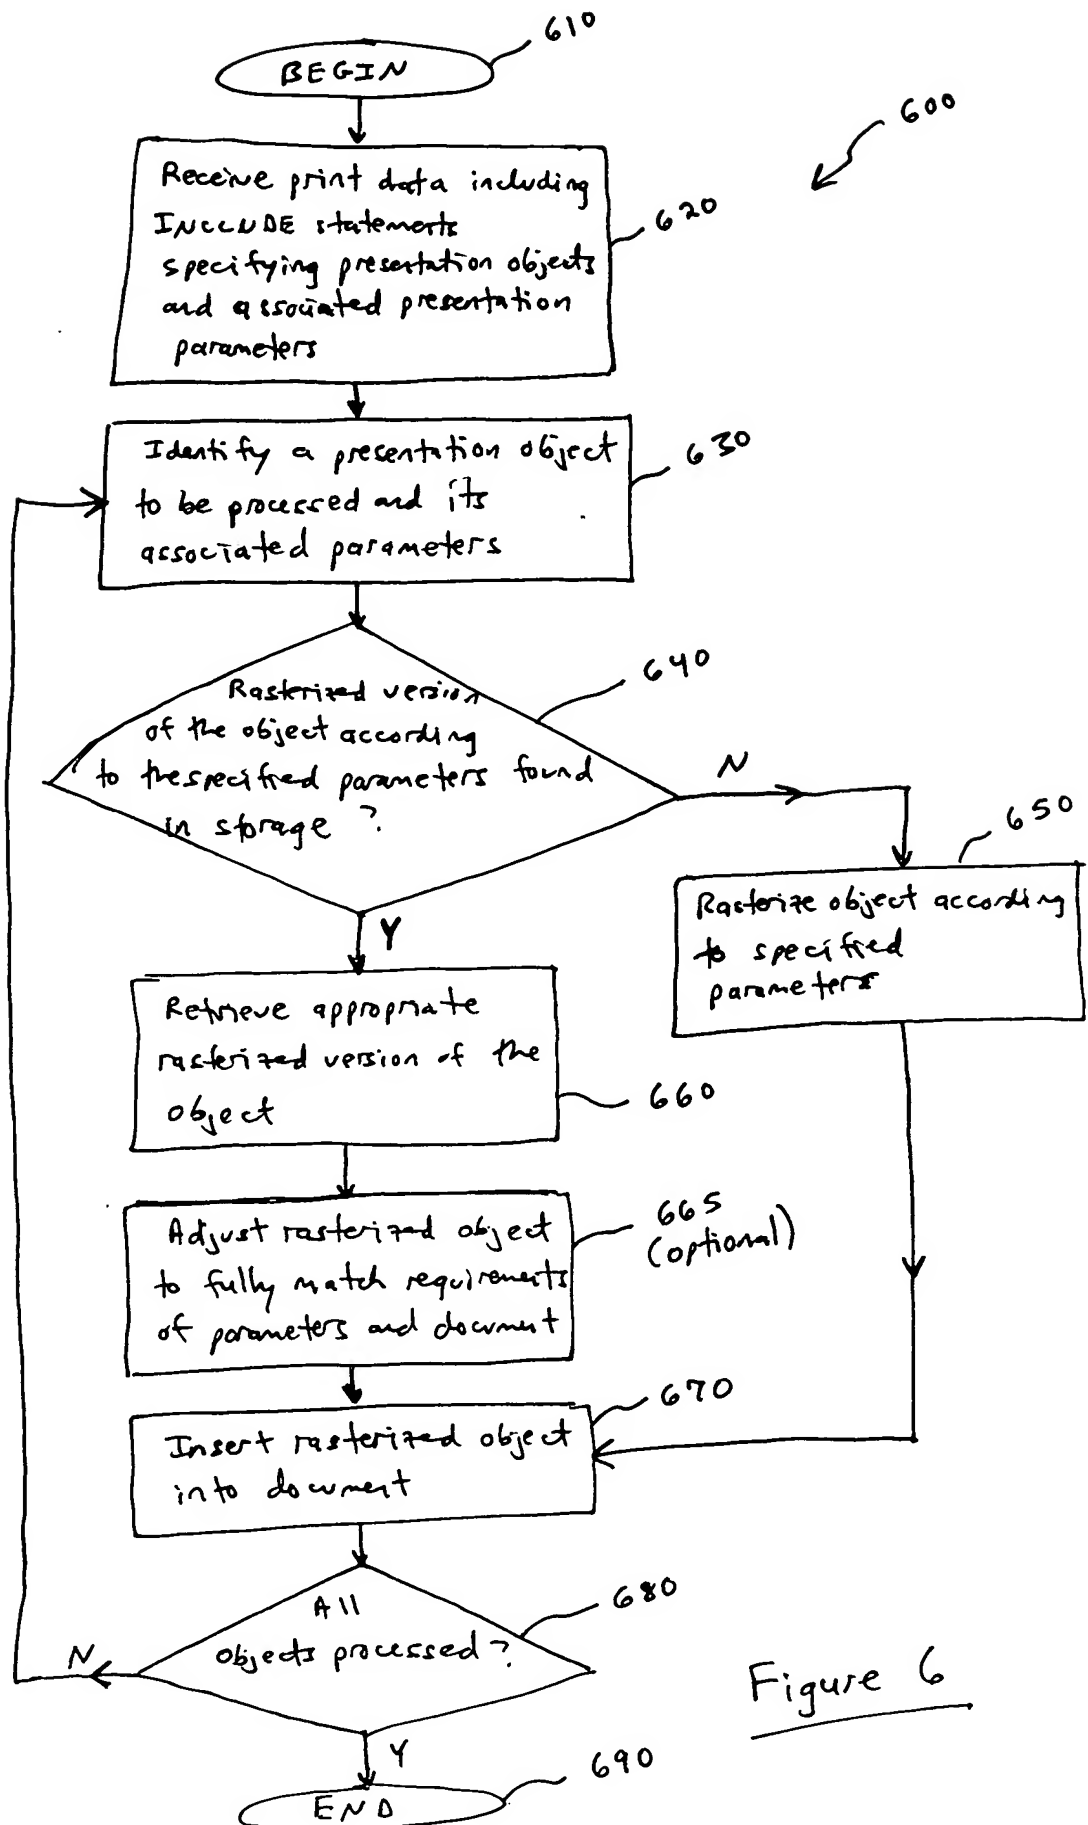 610
BEGIN
600
Receive print data including
INCLUDE statements
specifying presentation objects
and associated presentation
parameters
620
Identify a presentation object
to be processed and its
associated parameters
630
640
Rasterized version
of the object according
to the specified parameters found
in storage ?
N
650
Rasterize object according
to specified
parameters
Y
Retrieve appropriate
rasterized version of the
object
660
Adjust rasterized object
to fully match requirements
of parameters and document
665
(optional)
670
Insert rasterized object
into document
680
All
objects processed ?
N
Figure 6
Y
690
END